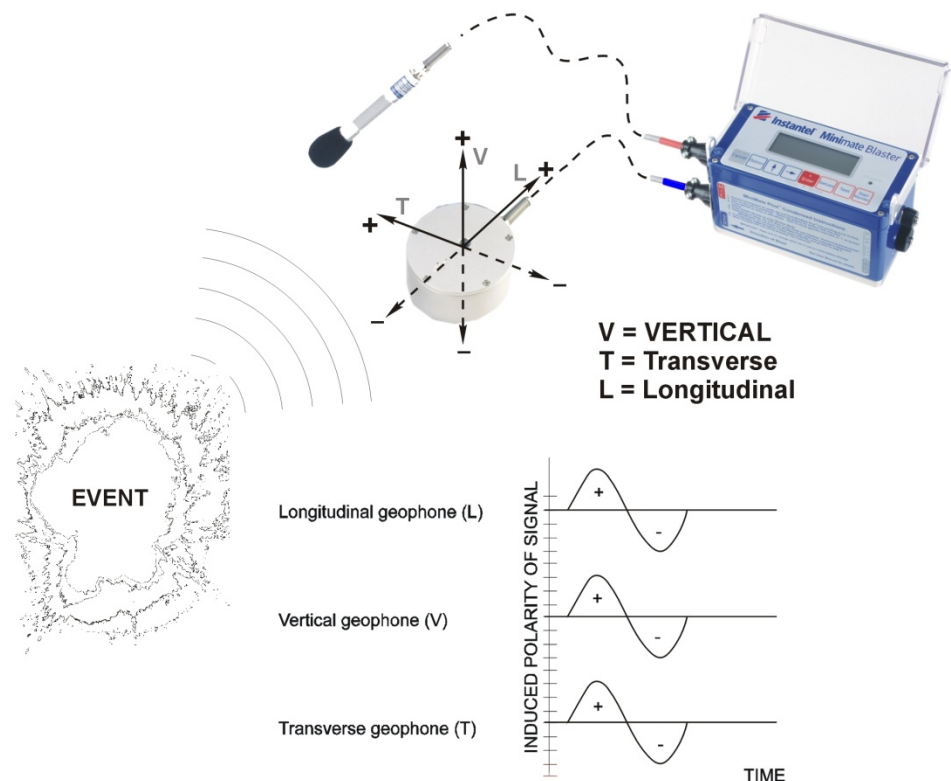 Instantel Minimate Blaster
+
V
+
L
+
T
–
–
–
V = VERTICAL
T = Transverse
L = Longitudinal
EVENT
INDUCED POLARITY OF SIGNAL
Longitudinal geophone (L)
+
-
Vertical geophone (V)
+
-
Transverse geophone (T)
+
-
TIME